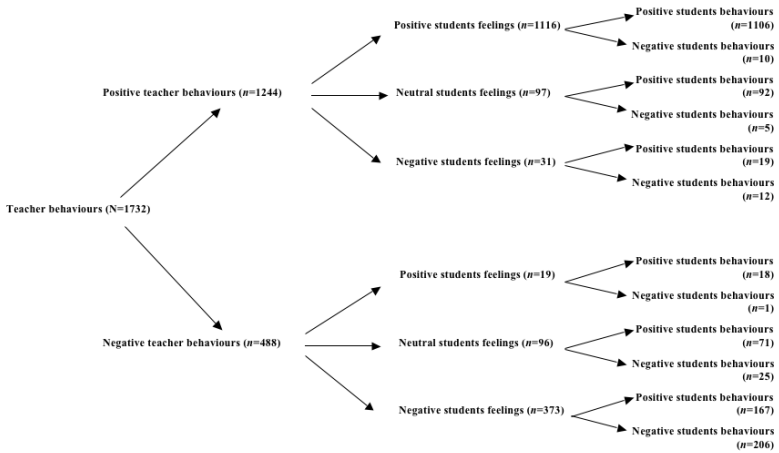 Positive students behaviours
(n=1106)
Positive students feelings (n=1116)
Negative students behaviours
(n=10)
Positive students behaviours
(n=92)
Positive teacher behaviours (n=1244)
Neutral students feelings (n=97)
Negative students behaviours
(n=5)
Positive students behaviours
(n=19)
Negative students feelings (n=31)
Negative students behaviours
(n=12)
Teacher behaviours (N=1732)
Positive students behaviours
(n=18)
Positive students feelings (n=19)
Negative students behaviours
(n=1)
Positive students behaviours
(n=71)
Negative teacher behaviours (n=488)
Neutral students feelings (n=96)
Negative students behaviours
(n=25)
Positive students behaviours
(n=167)
Negative students feelings (n=373)
Negative students behaviours
(n=206)